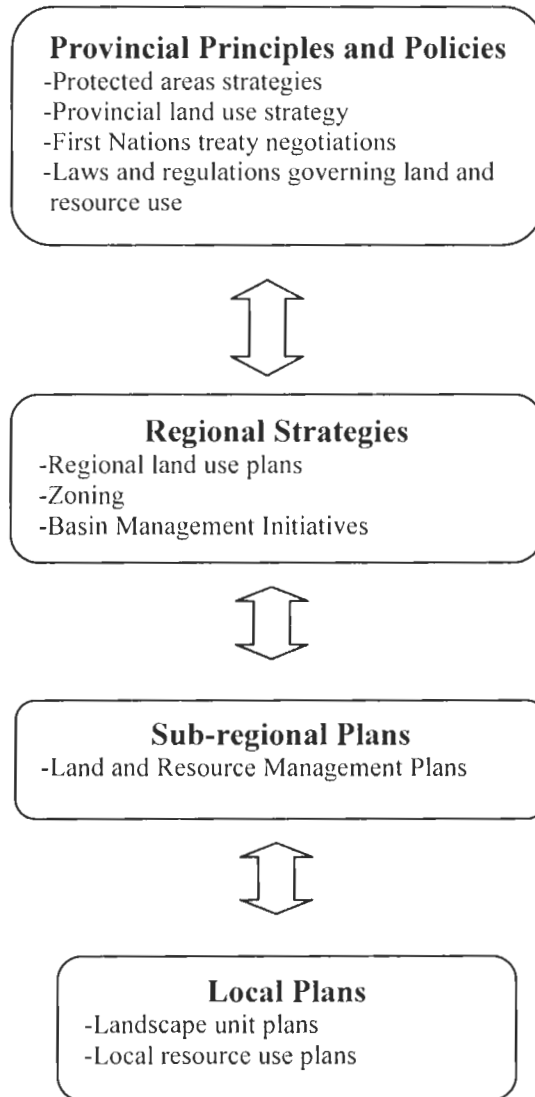 Provincial Principles and Policies
-Protected areas strategies
-Provincial land use strategy
-First Nations treaty negotiations
-Laws and regulations governing land and
resource use
Regional Strategies
-Regional land use plans
-Zoning
-Basin Management Initiatives
Sub-regional Plans
-Land and Resource Management Plans
Local Plans
-Landscape unit plans
-Local resource use plans